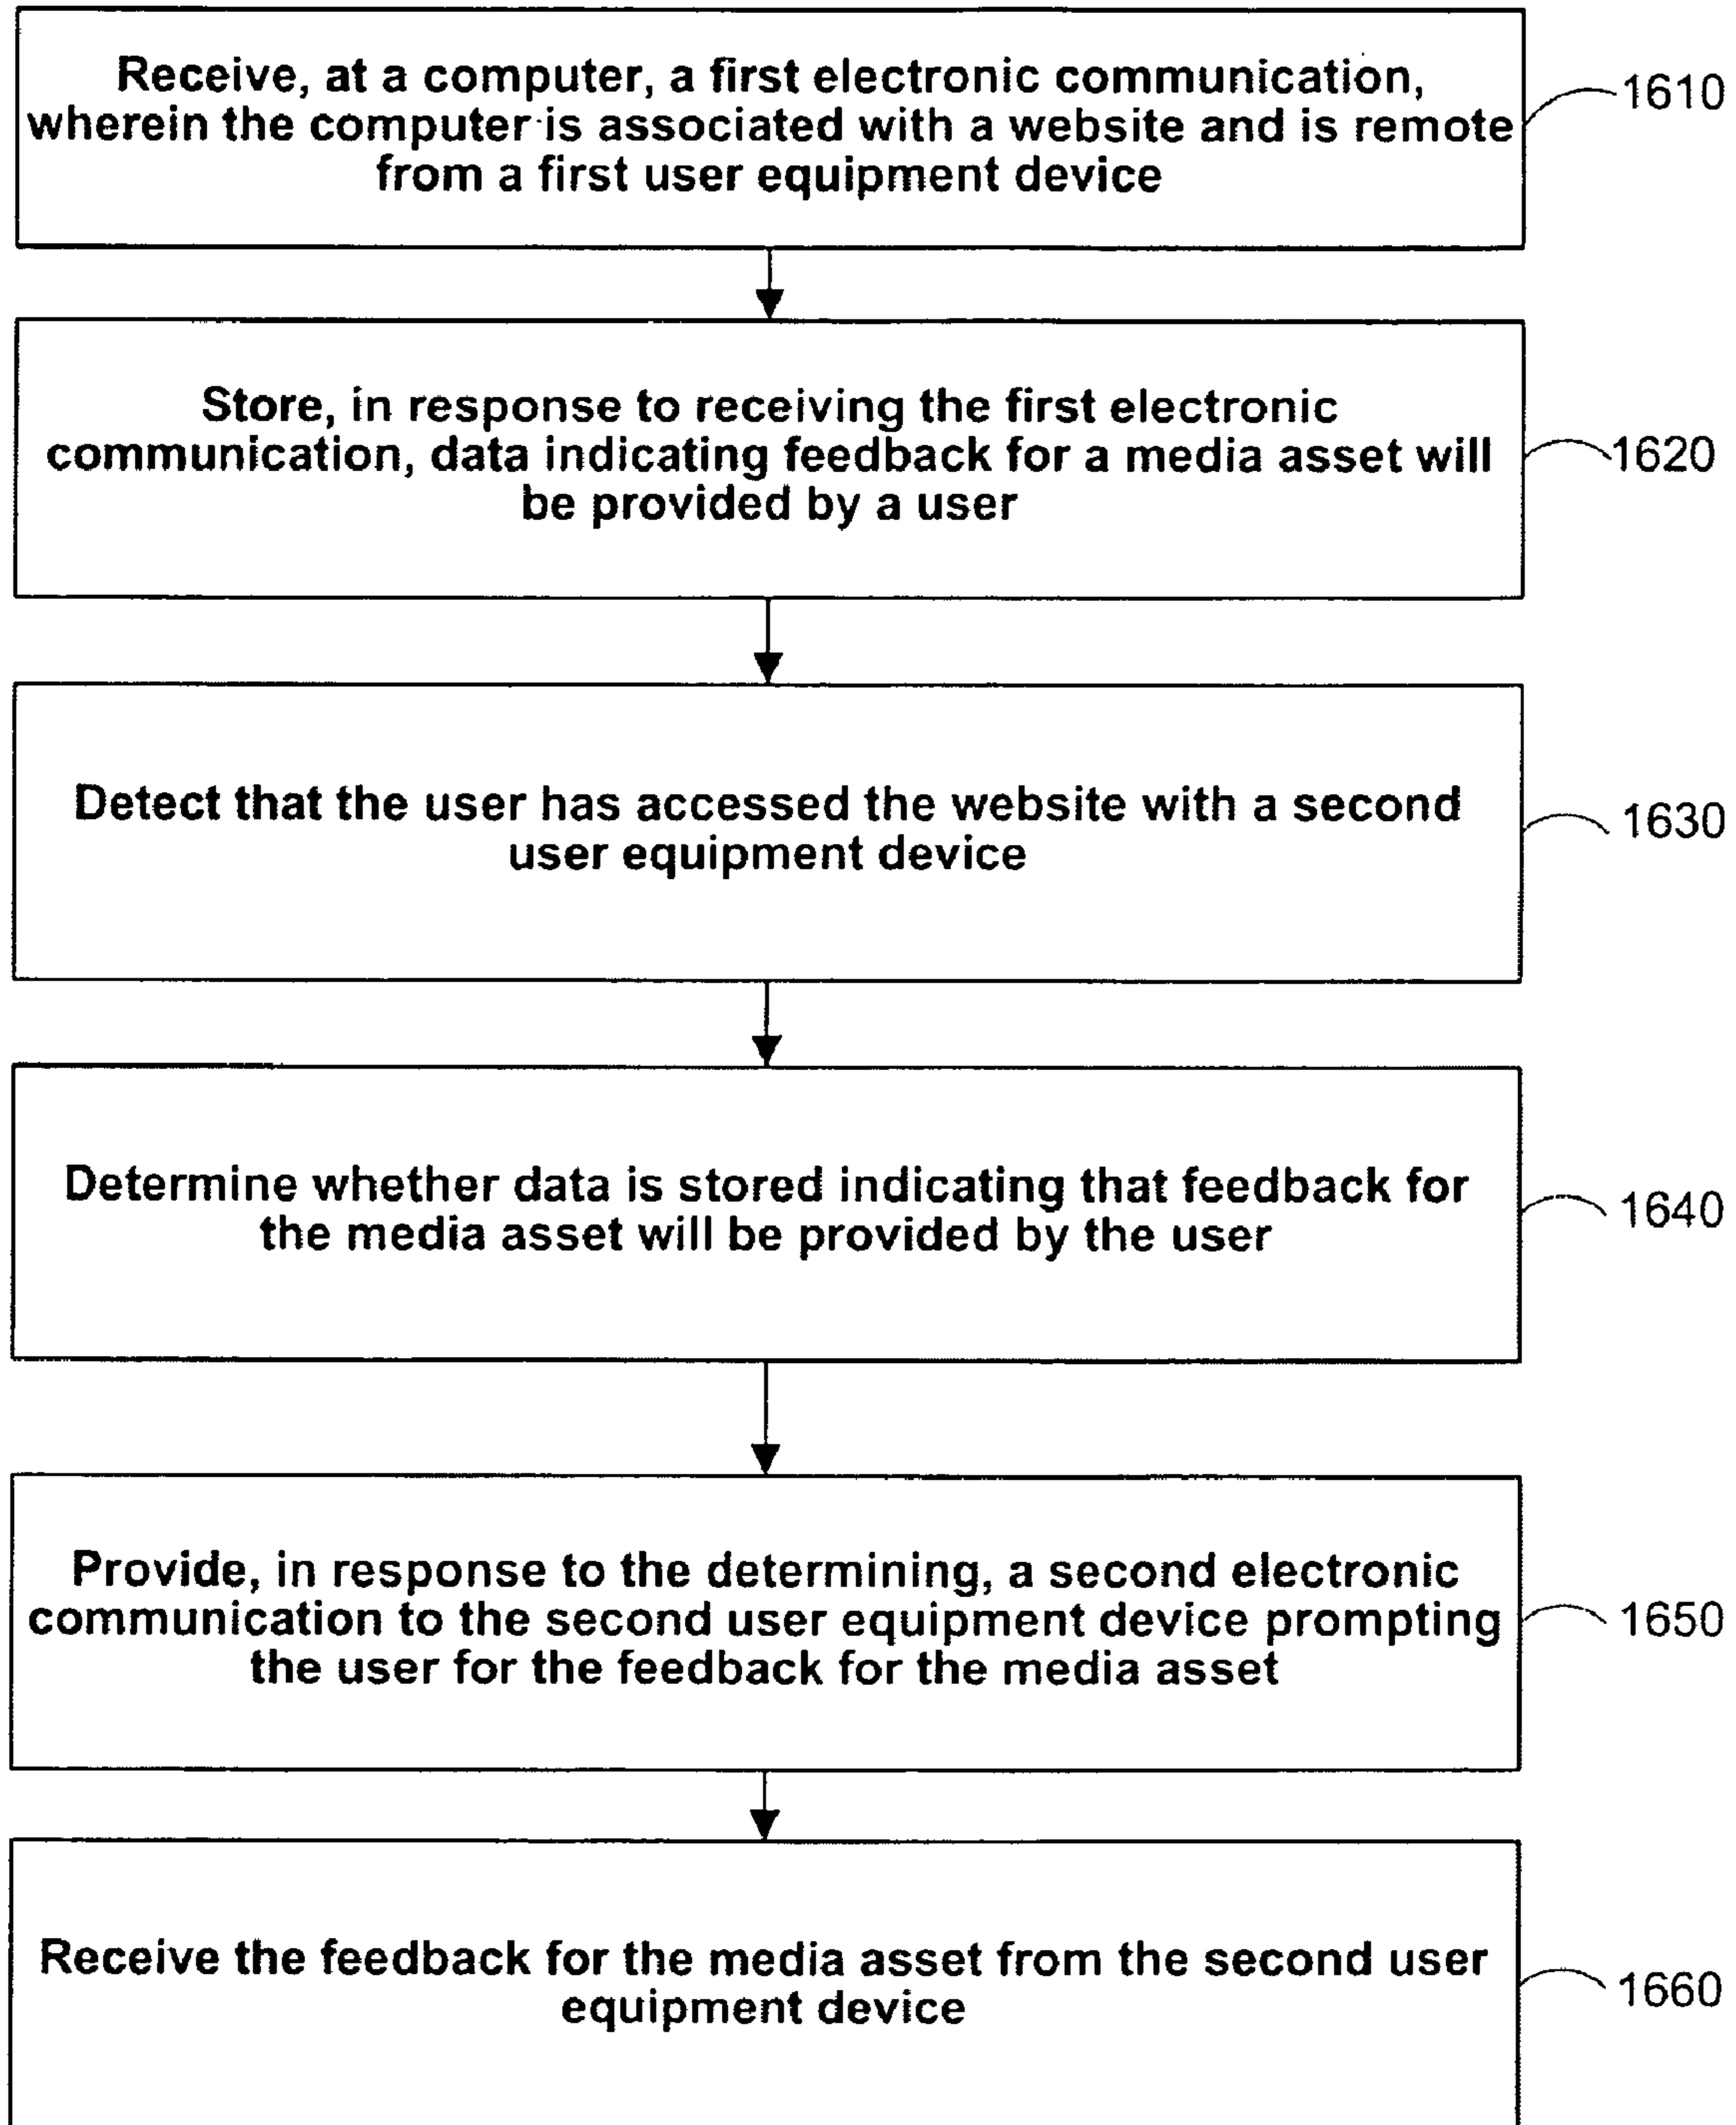 Receive, at a computer, a first electronic communication,
wherein the computer is associated with a website and is remote
from a first user equipment device
1610
Store, in response to receiving the first electronic
communication, data indicating feedback for a media asset will
be provided by a user
1620
Detect that the user has accessed the website with a second
user equipment device
1630
Determine whether data is stored indicating that feedback for
the media asset will be provided by the user
1640
Provide, in response to the determining, a second electronic
communication to the second user equipment device prompting
the user for the feedback for the media asset
1650
Receive the feedback for the media asset from the second user
equipment device
1660